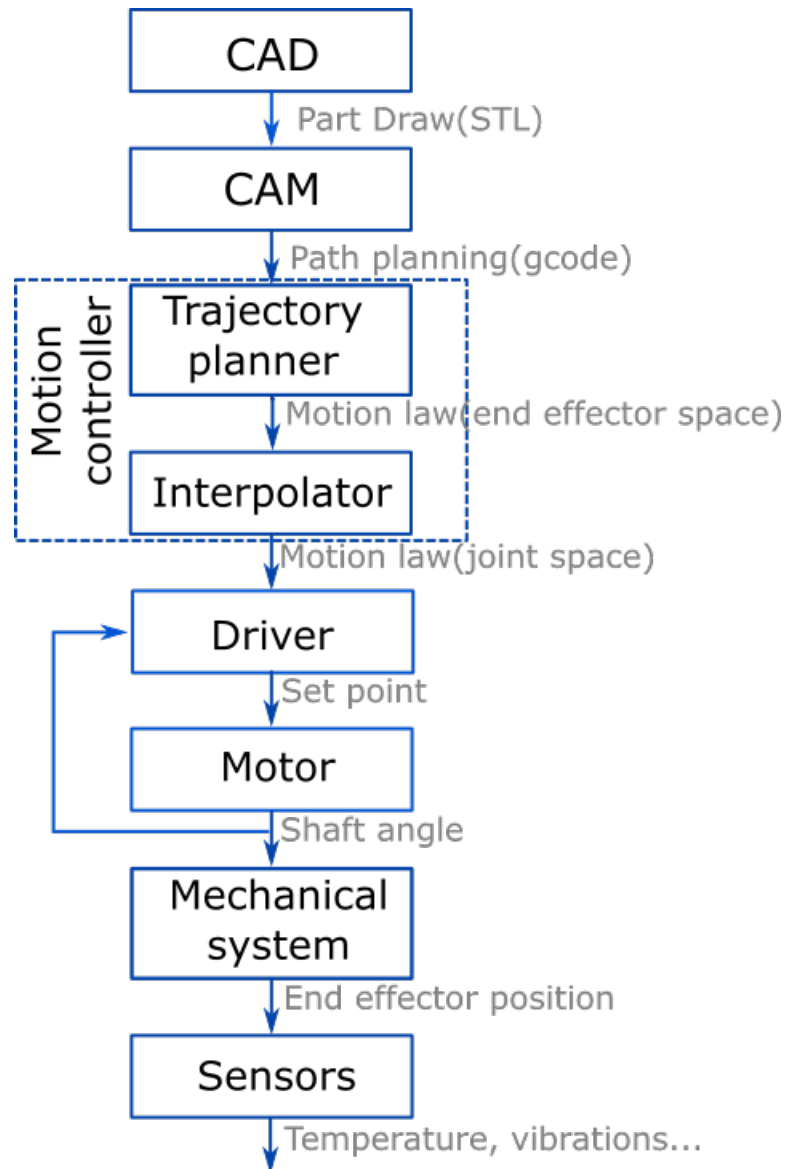 CAD
Part Draw(STL)
CAM
Path planning(gcode)
Motion
controller
Trajectory
planner
Motion law(end effector space)
Interpolator
Motion law(joint space)
Driver
Set point
Motor
Shaft angle
Mechanical
system
End effector position
Sensors
Temperature, vibrations...